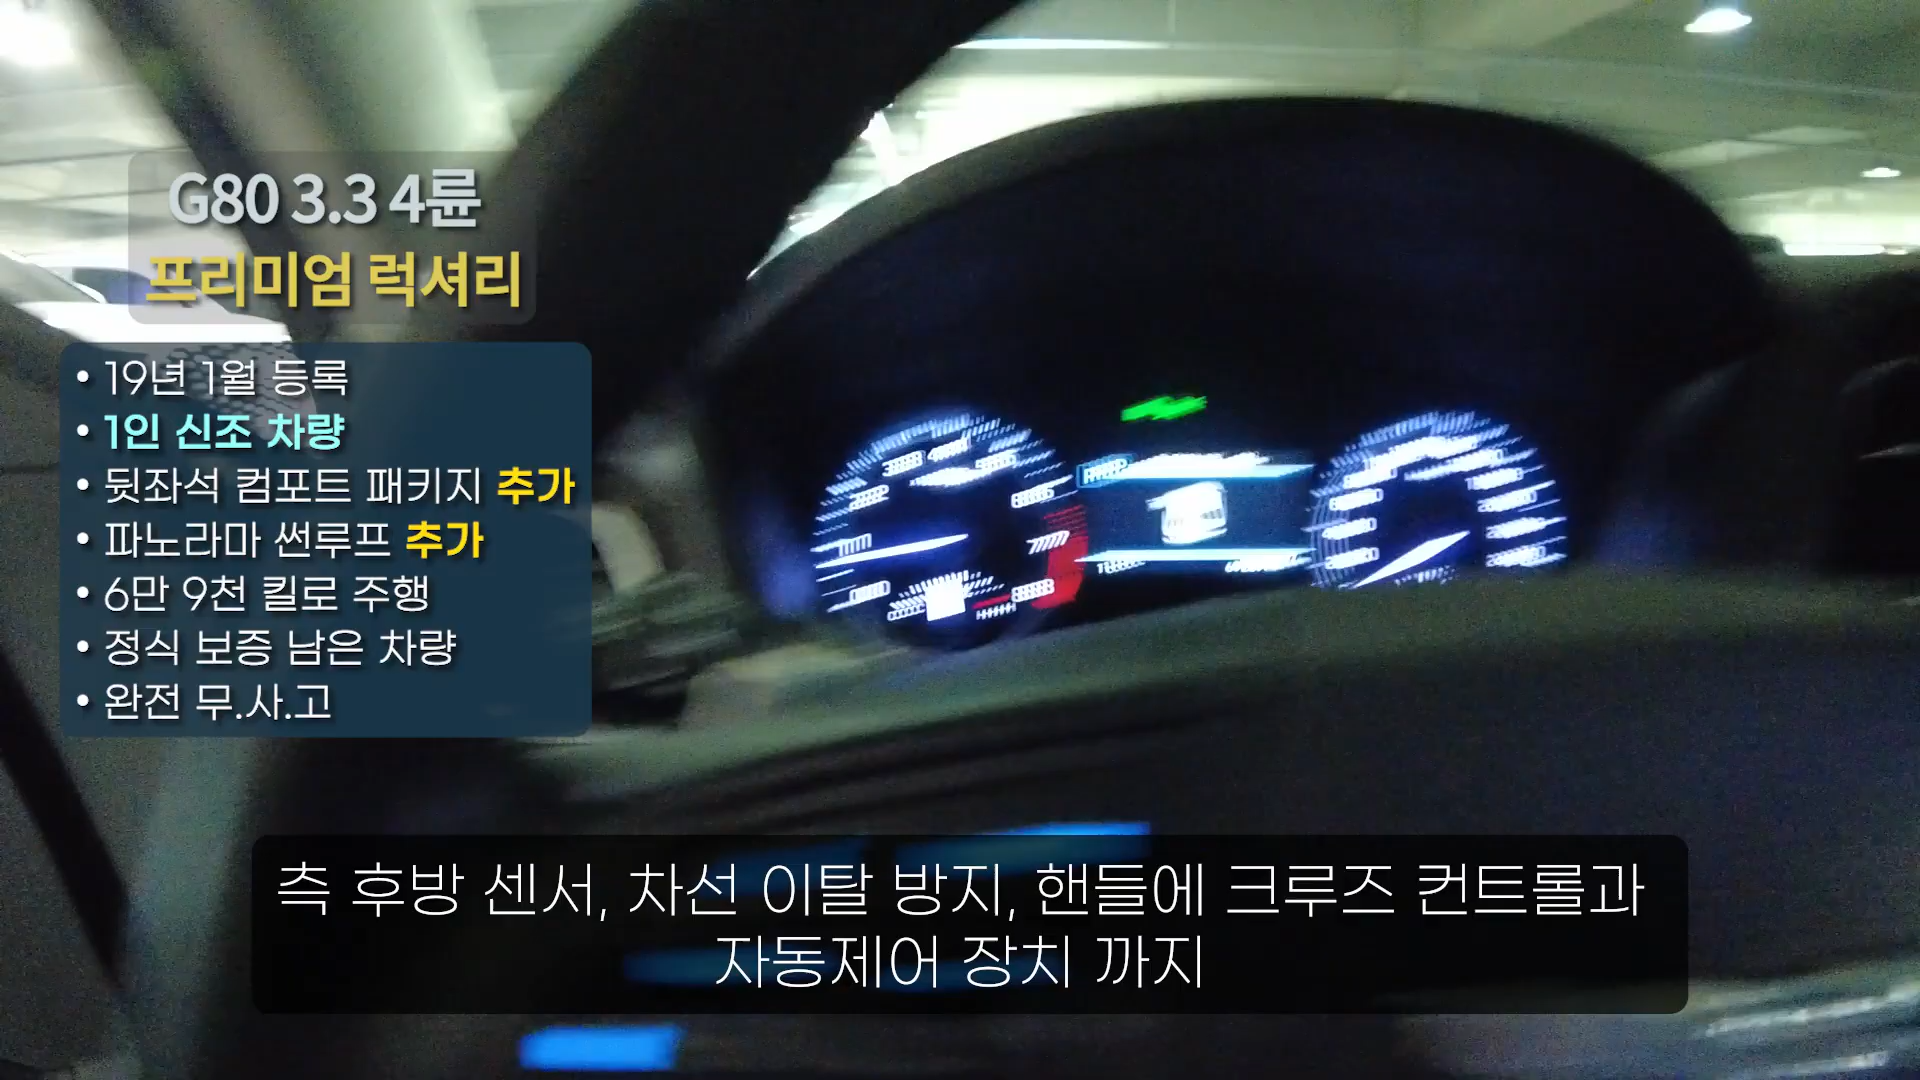 G80 3.3 4륜
프리미엄 럭셔리
• 19년 1월 등록
• 1인 신조 차량
• 뒷좌석 컴포트 패키지 추가
• 파노라마 썬루프 추가
• 6만 9천 킬로 주행
• 정식 보증 남은 차량
• 완전 무.사.고
측 후방 센서, 차선 이탈 방지, 핸들에 크루즈 컨트롤과
자동제어 장치 까지